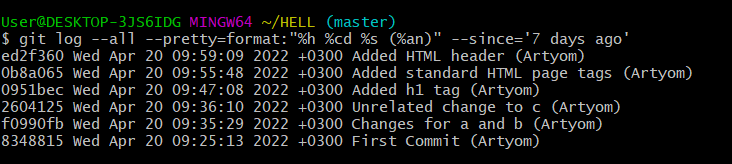 User@DESKTOP-3JS6IDG MINGW64 ~/HELL (master)
$ git log --all --pretty=format:"%h %cd %s (%an)" --since='7 days ago'
ed2f360 Wed Apr 20 09:59:09 2022 +0300 Added HTML header (Artyom)
0b8a065 Wed Apr 20 09:55:48 2022 +0300 Added standard HTML page tags (Artyom)
0951bec Wed Apr 20 09:47:08 2022 +0300 Added h1 tag (Artyom)
2604125 Wed Apr 20 09:36:10 2022 +0300 Unrelated change to c (Artyom)
f0990fb Wed Apr 20 09:35:29 2022 +0300 Changes for a and b (Artyom)
8348815 Wed Apr 20 09:25:13 2022 +0300 First Commit (Artyom)